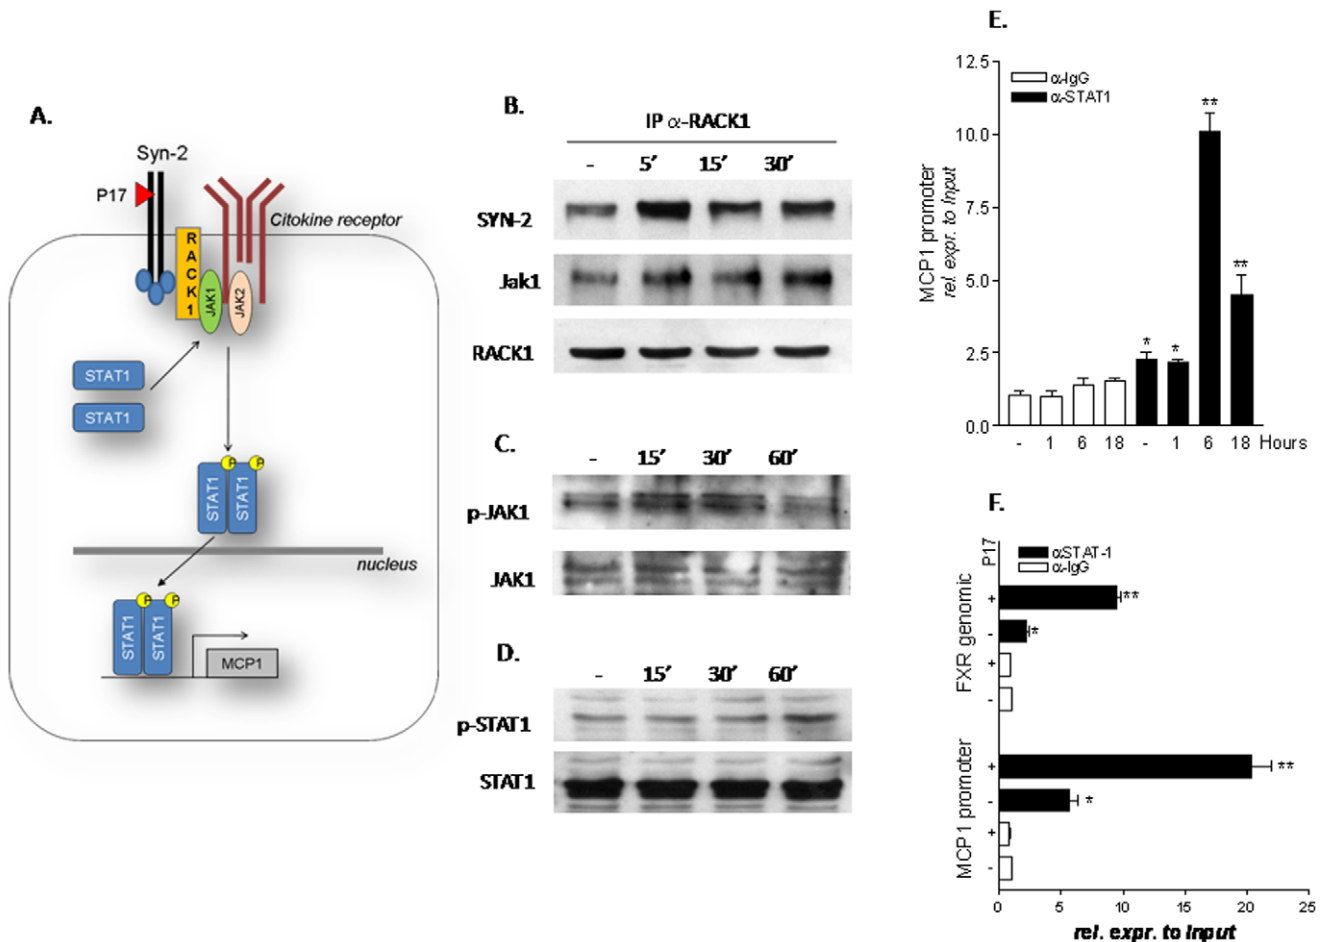 A.
Syn-2
P17
Citokine receptor
RACK1
JAK1
JAK2
STAT1
STAT1
P
P
STAT1
STAT1
nucleus
P
P
STAT1
STAT1
MCP1
B.
IP α-RACK1
- 5′ 15′ 30′
SYN-2
Jak1
RACK1
C.
- 15′ 30′ 60′
p-JAK1
JAK1
D.
- 15′ 30′ 60′
p-STAT1
STAT1
E.
α-IgG
α-STAT1
MCP1 promoter
rel. expr. to Input
12.5
10.0
7.5
5.0
2.5
0.0
* * ** **
- 1 6 18 - 1 6 18 Hours
F.
P17
αSTAT-1
α-IgG
FXR genomic
+ **
- *
+
-
MCP1 promoter
+ **
- *
+
-
0 5 10 15 20 25
rel. expr. to Input